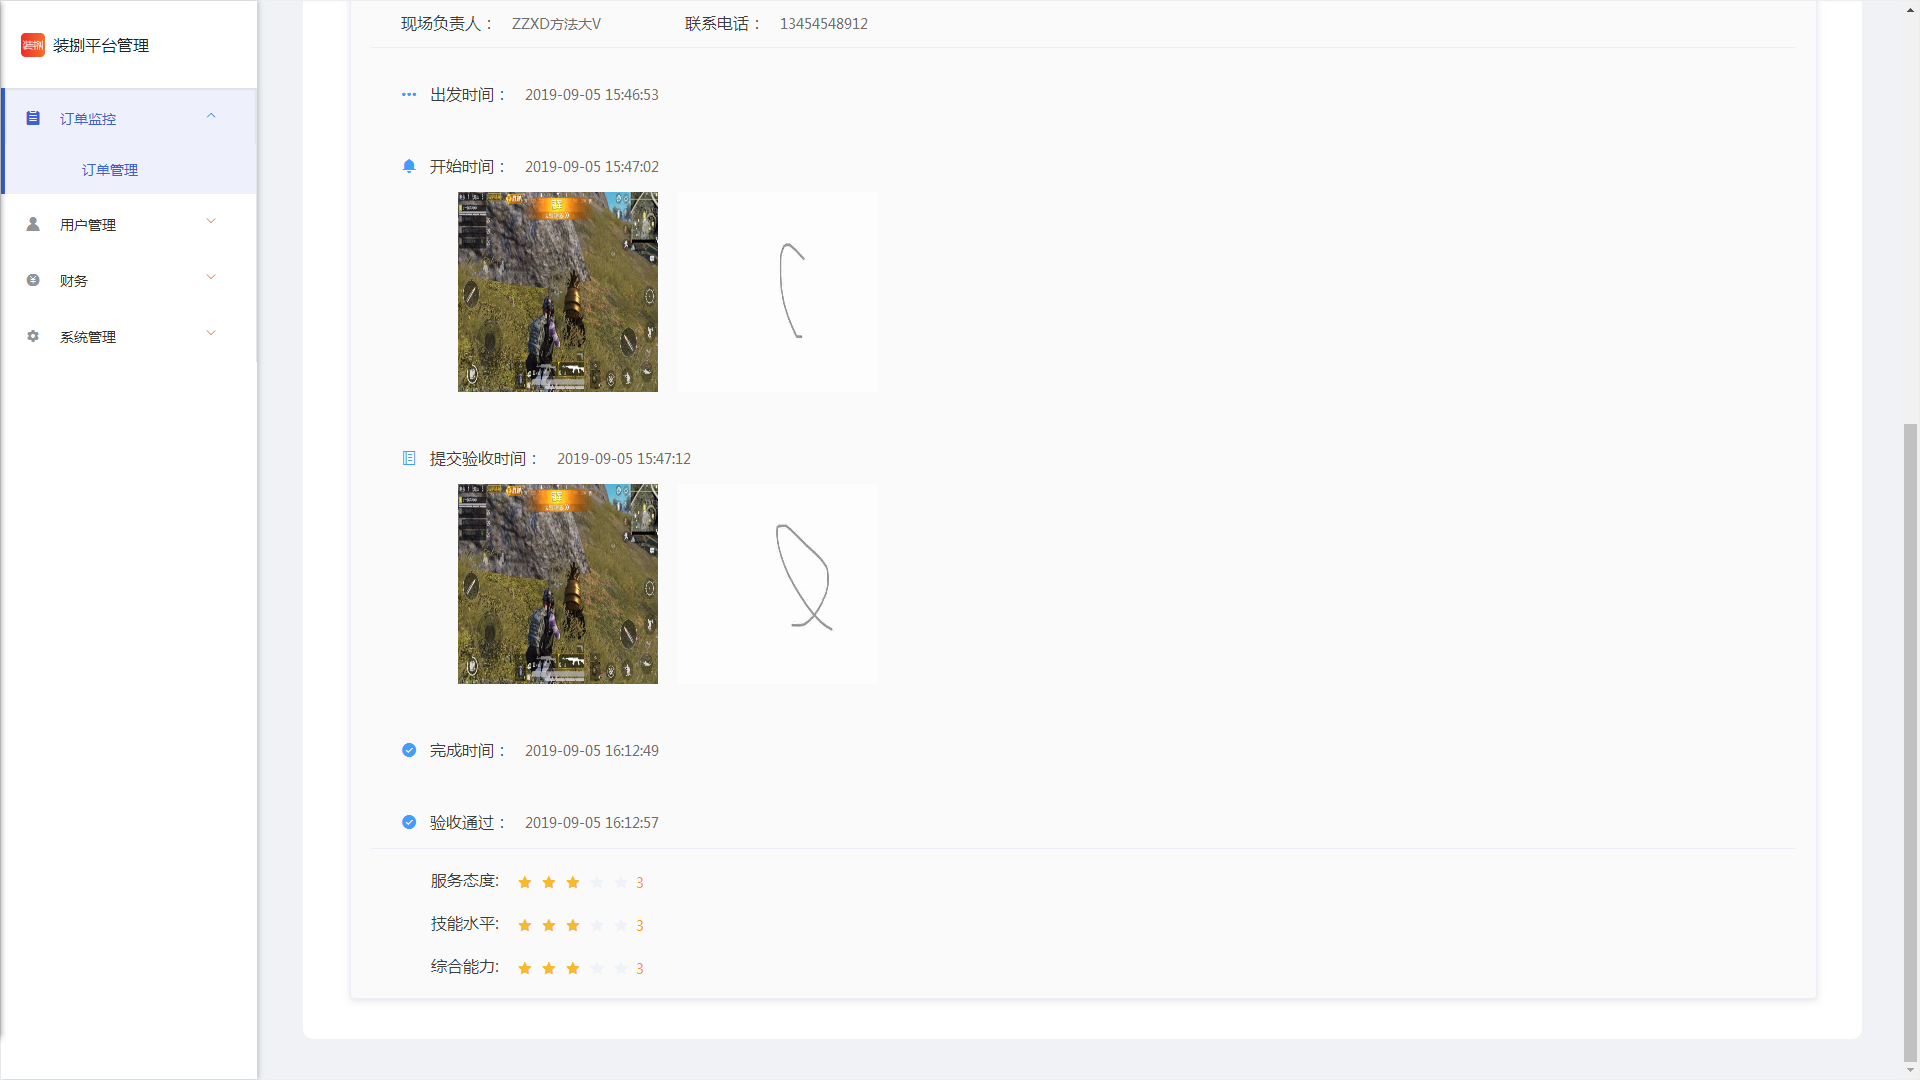 装捌平台管理
订单监控
订单管理
用户管理
财务
系统管理
现场负责人： ZZXD方法大V 联系电话： 13454548912
出发时间： 2019-09-05 15:46:53
开始时间： 2019-09-05 15:47:02
提交验收时间： 2019-09-05 15:47:12
完成时间： 2019-09-05 16:12:49
验收通过： 2019-09-05 16:12:57
服务态度: 3
技能水平: 3
综合能力: 3